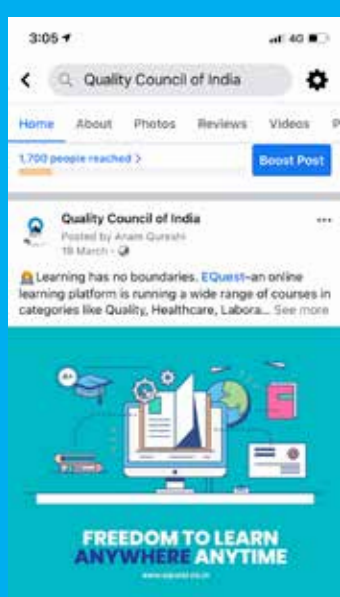 3:05
4G
Quality Council of India
Home About Photos Reviews Videos P
1,700 people reached >
Boost Post
Quality Council of India
Posted by Anam Qureshi
18 March
Learning has no boundaries. EQuest-an online
learning platform is running a wide range of courses in
categories like Quality, Healthcare, Labora... See more
A+
FREEDOM TO LEARN
ANYWHERE ANYTIME